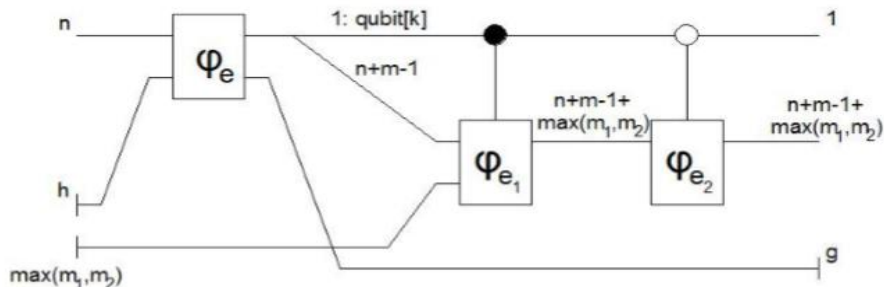 n
1: qubit[k]
1
φe
n+m-1
n+m-1+
max(m₁,m₂)
n+m-1+
max(m₁,m₂)
φe₁
φe₂
h
g
max(m₁,m₂)